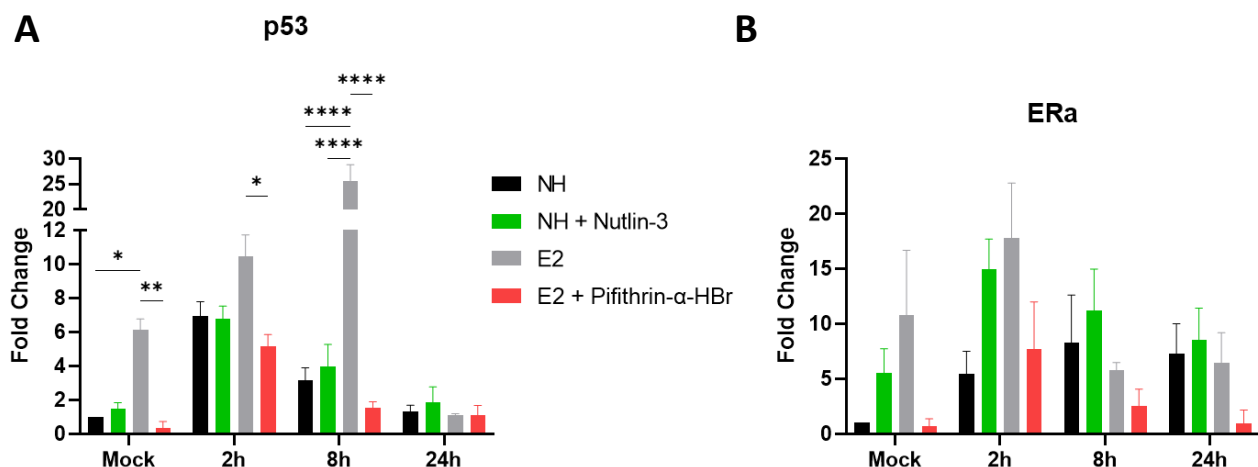 A
p53
B
ERa
****
****
****
*
*
**
Fold Change
30
25
20
12
10
8
6
4
2
0
Mock
2h
8h
24h
NH
NH + Nutlin-3
E2
E2 + Pifithrin-α-HBr
Fold Change
25
20
15
10
5
0
Mock
2h
8h
24h